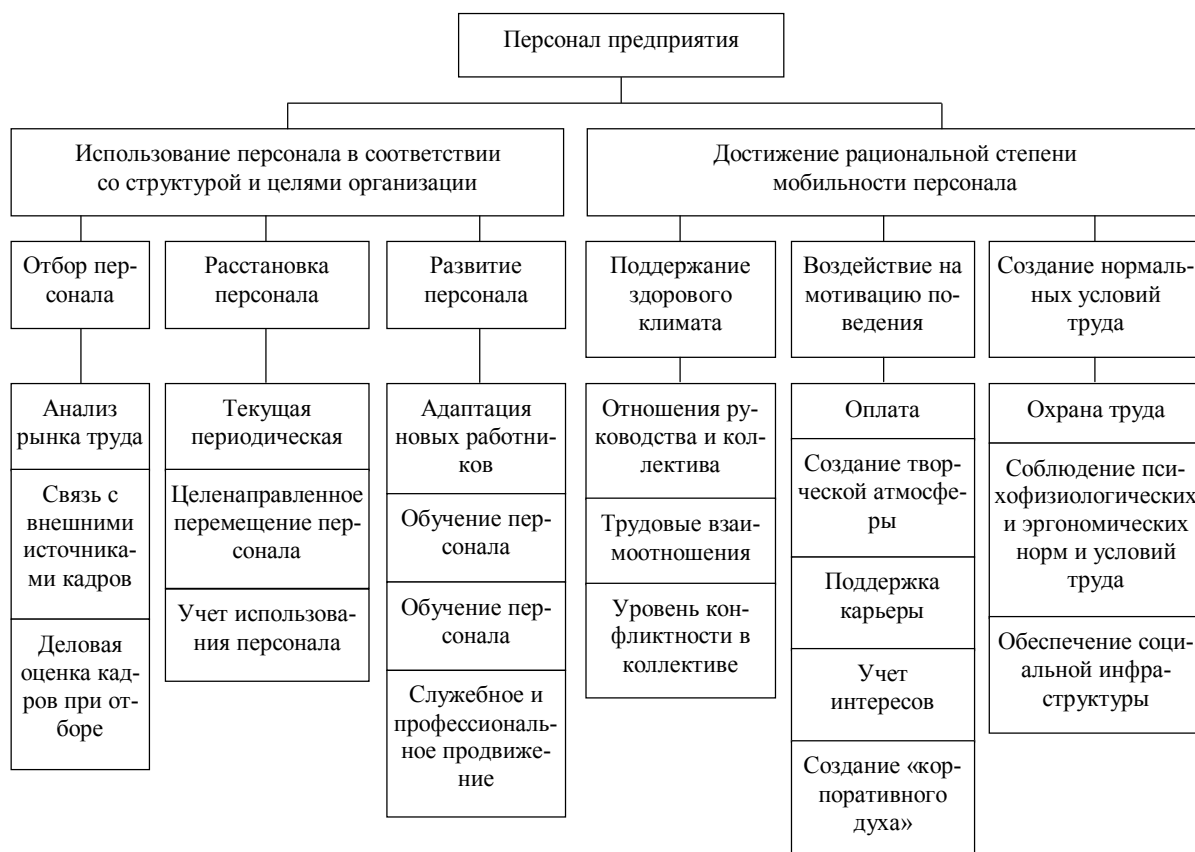 Персонал предприятия
Использование персонала в соответствии
со структурой и целями организации
Достижение рациональной степени
мобильности персонала
Отбор пер-
сонала
Расстановка
персонала
Развитие
персонала
Поддержание
здорового
климата
Воздействие на
мотивацию по-
ведения
Создание нормаль-
ных условий
труда
Анализ
рынка труда
Связь с
внешними
источника-
ми кадров
Деловая
оценка кад-
ров при от-
боре
Текущая
периодическая
Целенаправленное
перемещение пер-
сонала
Учет использова-
ния персонала
Адаптация
новых работни-
ков
Обучение пер-
сонала
Обучение пер-
сонала
Служебное и
профессиональ-
ное продвиже-
ние
Отношения ру-
ководства и кол-
лектива
Трудовые взаи-
моотношения
Уровень кон-
фликтности в
коллективе
Оплата
Создание твор-
ческой атмосфе-
ры
Поддержка
карьеры
Учет
интересов
Создание «кор-
поративного
духа»
Охрана труда
Соблюдение пси-
хофизиологических
и эргономических
норм и условий
труда
Обеспечение соци-
альной инфра-
структуры